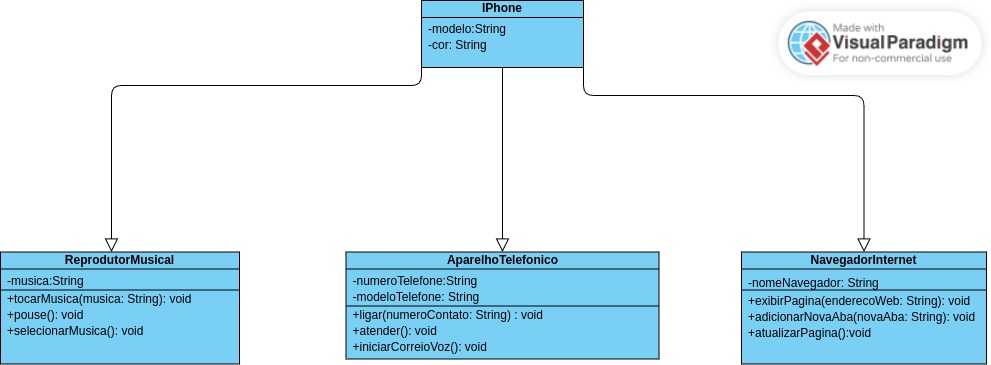 IPhone
-modelo:String
-cor: String
Made with
VisualParadigm
For non-commercial use
ReprodutorMusical
-musica:String
+tocarMusica(musica: String): void
+pouse(): void
+selecionarMusica(): void
AparelhoTelefonico
-numeroTelefone:String
-modeloTelefone: String
+ligar(numeroContato: String) : void
+atender(): void
+iniciarCorreioVoz(): void
NavegadorInternet
-nomeNavegador: String
+exibirPagina(enderecoWeb: String): void
+adicionarNovaAba(novaAba: String): void
+atualizarPagina():void